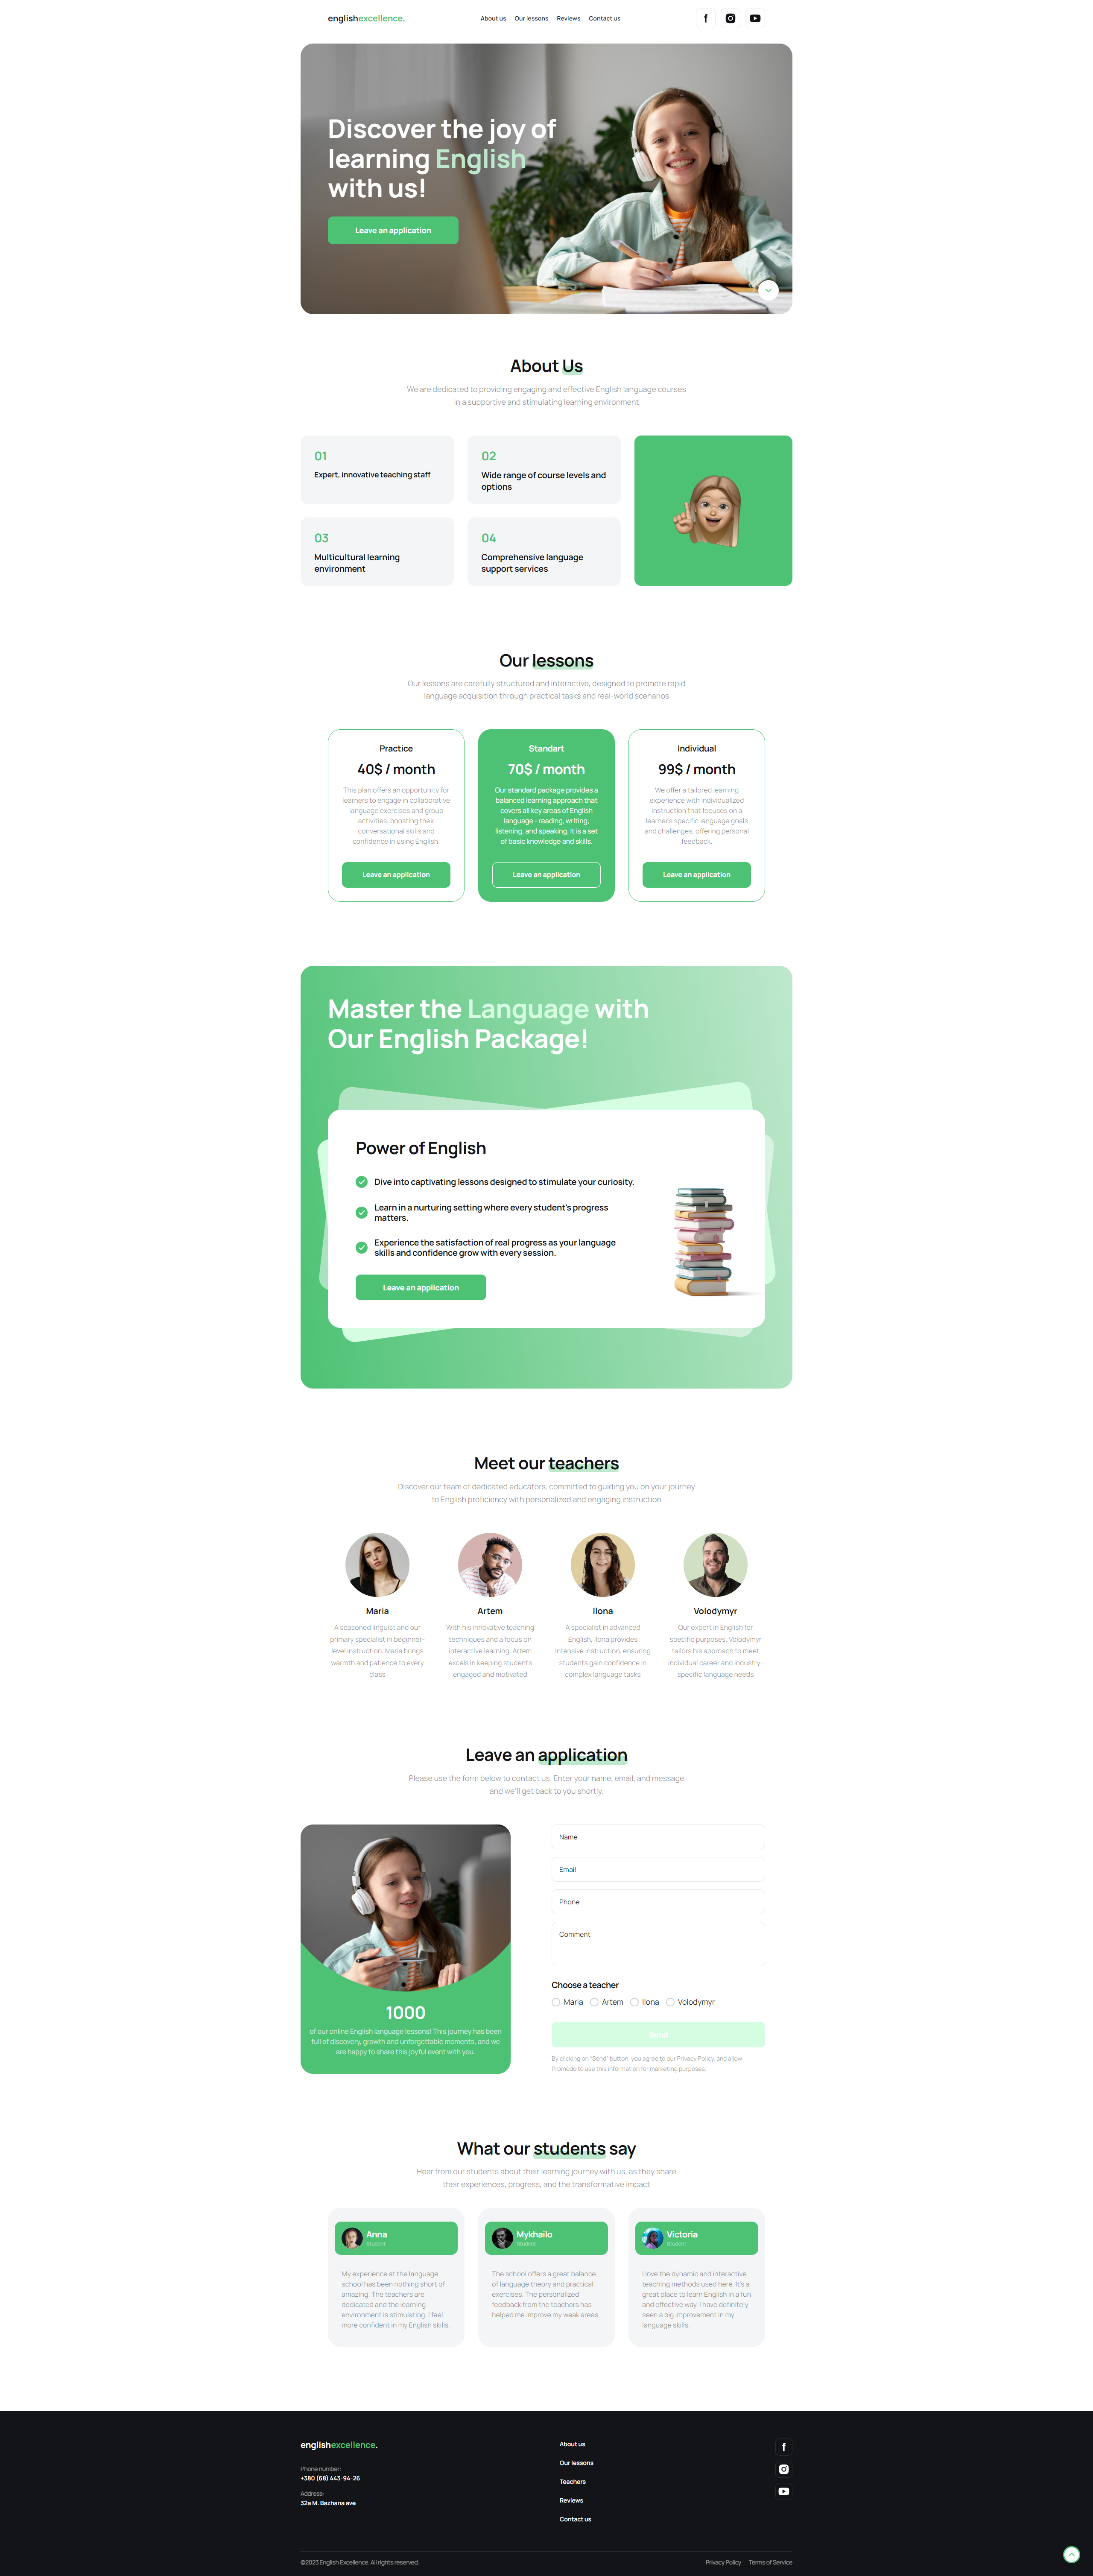 englishexcellence.
About us
Our lessons
Reviews
Contact us
Discover the joy of
learning English
with us!
Leave an application
About Us
We are dedicated to providing engaging and effective English language courses
in a supportive and stimulating learning environment
01
Expert, innovative teaching staff
02
Wide range of course levels and
options
03
Multicultural learning
environment
04
Comprehensive language
support services
Our lessons
Our lessons are carefully structured and interactive, designed to promote rapid
language acquisition through practical tasks and real-world scenarios
Practice
40$ / month
This plan offers an opportunity for
learners to engage in collaborative
language exercises and group
activities, boosting their
conversational skills and
confidence in using English.
Leave an application
Standart
70$ / month
Our standard package provides a
balanced learning approach that
covers all key areas of English
language - reading, writing,
listening, and speaking. it is a set
of basic knowledge and skills.
Leave an application
Individual
99$ / month
We offer a tailored learning
experience with individualized
instruction that focuses on a
learner's specific language goals
and challenges, offering personal
feedback.
Leave an application
Master the Language with
Our English Package!
Power of English
Dive into captivating lessons designed to stimulate your curiosity.
Learn in a nurturing setting where every student's progress
matters.
Experience the satisfaction of real progress as your language
skills and confidence grow with every session.
Leave an application
Meet our teachers
Discover our team of dedicated educators, committed to guiding you on your journey
to English proficiency with personalized and engaging instruction
Maria
A seasoned linguist and our
primary specialist in beginner-
level instruction, Maria brings
warmth and patience to every
class
Artem
With his innovative teaching
techniques and a focus on
interactive learning, Artem
excels in keeping students
engaged and motivated
Ilona
A specialist in advanced
English, Ilona provides
intensive instruction, ensuring
students gain confidence in
complex language tasks
Volodymyr
Our expert in English for
specific purposes, Volodymyr
tailors his approach to meet
individual career and industry-
specific language needs
Leave an application
Please use the form below to contact us. Enter your name, email, and message
and we'll get back to you shortly.
1000
of our online English language lessons! This journey has been
full of discovery, growth and unforgettable moments, and we
are happy to share this joyful event with you.
Name
Email
Phone
Comment
Choose a teacher
Maria
Artem
Ilona
Volodymyr
Send
By clicking on "Send" button, you agree to our Privacy Policy, and allow
Promodo to use this information for marketing purposes.
What our students say
Hear from our students about their learning journey with us, as they share
their experiences, progress, and the transformative impact
Anna
Student
My experience at the language
school has been nothing short of
amazing. The teachers are
dedicated and the learning
environment is stimulating. I feel
more confident in my English skills.
Mykhailo
Student
The school offers a great balance
of language theory and practical
exercises. The personalized
feedback from the teachers has
helped me improve my weak areas.
Victoria
Student
I love the dynamic and interactive
teaching methods used here. It's a
great place to learn English in a fun
and effective way. I have definitely
seen a big improvement in my
language skills.
englishexcellence.
Phone number:
+380 (68) 443-94-26
Address:
32a M. Bazhana ave
About us
Our lessons
Teachers
Reviews
Contact us
©2023 English Excellence. All rights reserved.
Privacy Policy
Terms of Service